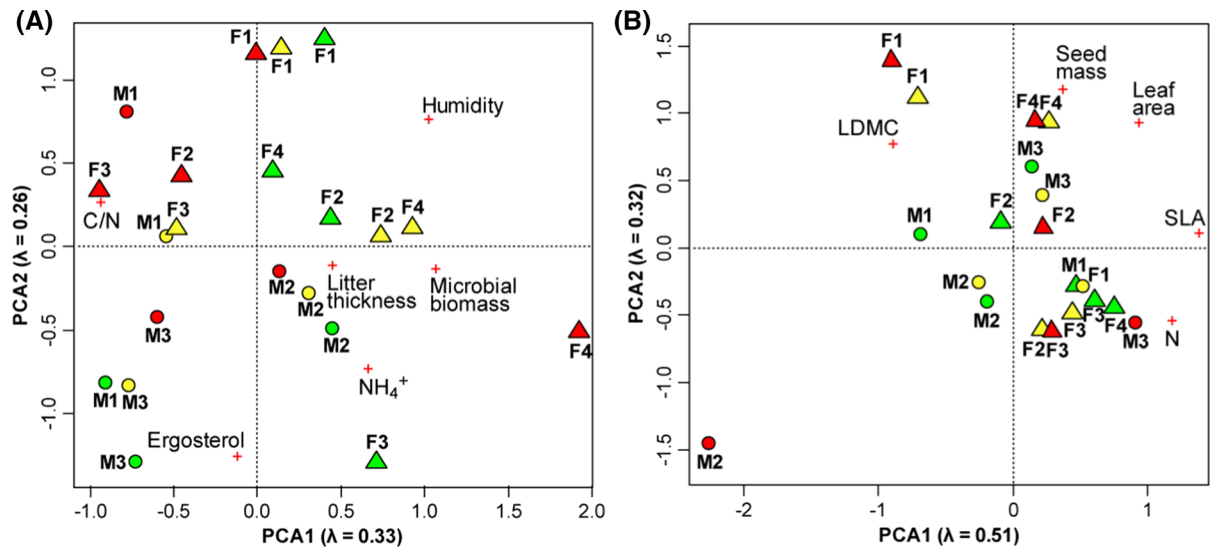 (A)
F1
F1
F1
M1
Humidity
F3
F2
F4
C/N
M1
F3
F2
F2
F4
M2
M2
Litter
thickness
Microbial
biomass
M3
M2
F4
NH₄⁺
M1
M3
M3
Ergosterol
F3
1.0
0.5
0.0
-0.5
-1.0
PCA2 (λ = 0.26)
-1.0
-0.5
0.0
0.5
1.0
1.5
2.0
PCA1 (λ = 0.33)
(B)
F1
F1
Seed
mass
Leaf
area
LDMC
F4
F4
M3
M3
M1
F2
F2
SLA
M2
M2
M1
F1
F3
F3
F4
F2
F3
M3
N
M2
1.5
1.0
0.5
0.0
-0.5
-1.0
-1.5
PCA2 (λ = 0.32)
-2
-1
0
1
PCA1 (λ = 0.51)